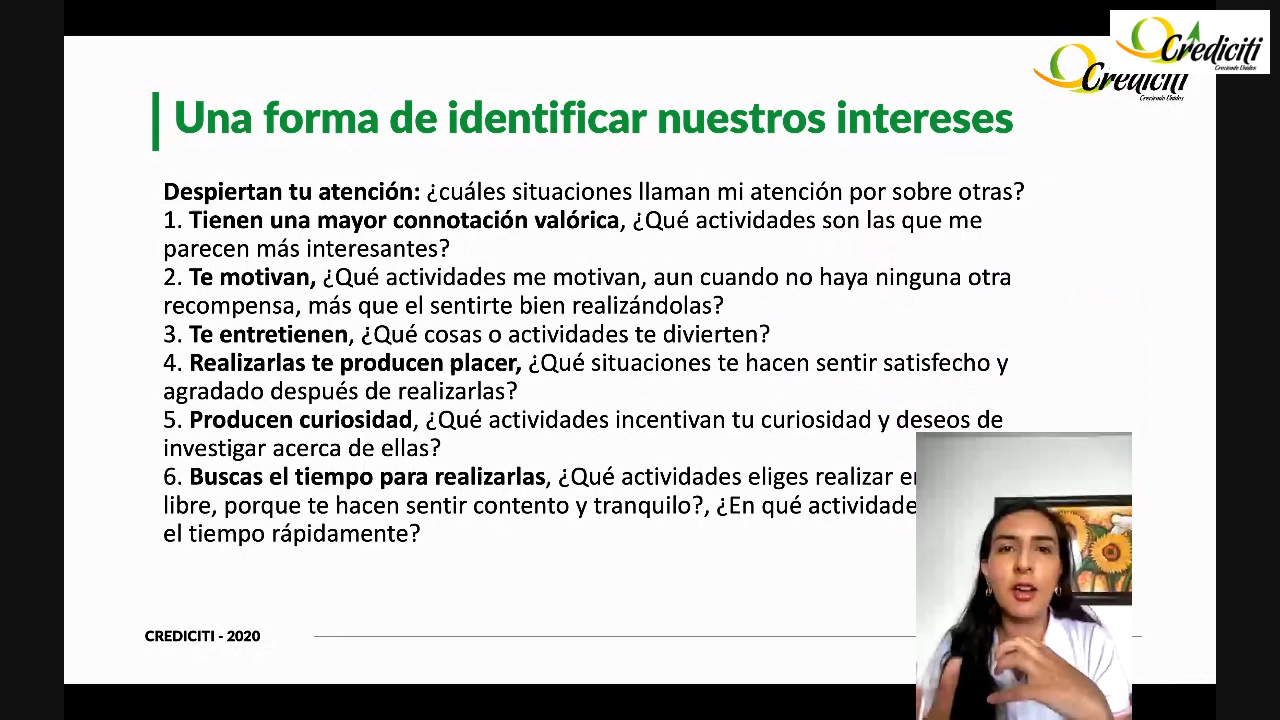 Crediciti
Creciendo Unidos
Crediciti
Creciendo Unidos
Una forma de identificar nuestros intereses
Despiertan tu atención: ¿cuáles situaciones llaman mi atención por sobre otras?
1. Tienen una mayor connotación valórica, ¿Qué actividades son las que me
parecen más interesantes?
2. Te motivan, ¿Qué actividades me motivan, aun cuando no haya ninguna otra
recompensa, más que el sentirte bien realizándolas?
3. Te entretienen, ¿Qué cosas o actividades te divierten?
4. Realizarlas te producen placer, ¿Qué situaciones te hacen sentir satisfecho y
agradado después de realizarlas?
5. Producen curiosidad, ¿Qué actividades incentivan tu curiosidad y deseos de
investigar acerca de ellas?
6. Buscas el tiempo para realizarlas, ¿Qué actividades eliges realizar
libre, porque te hacen sentir contento y tranquilo?, ¿En qué
el tiempo rápidamente?
CREDICITI - 2020